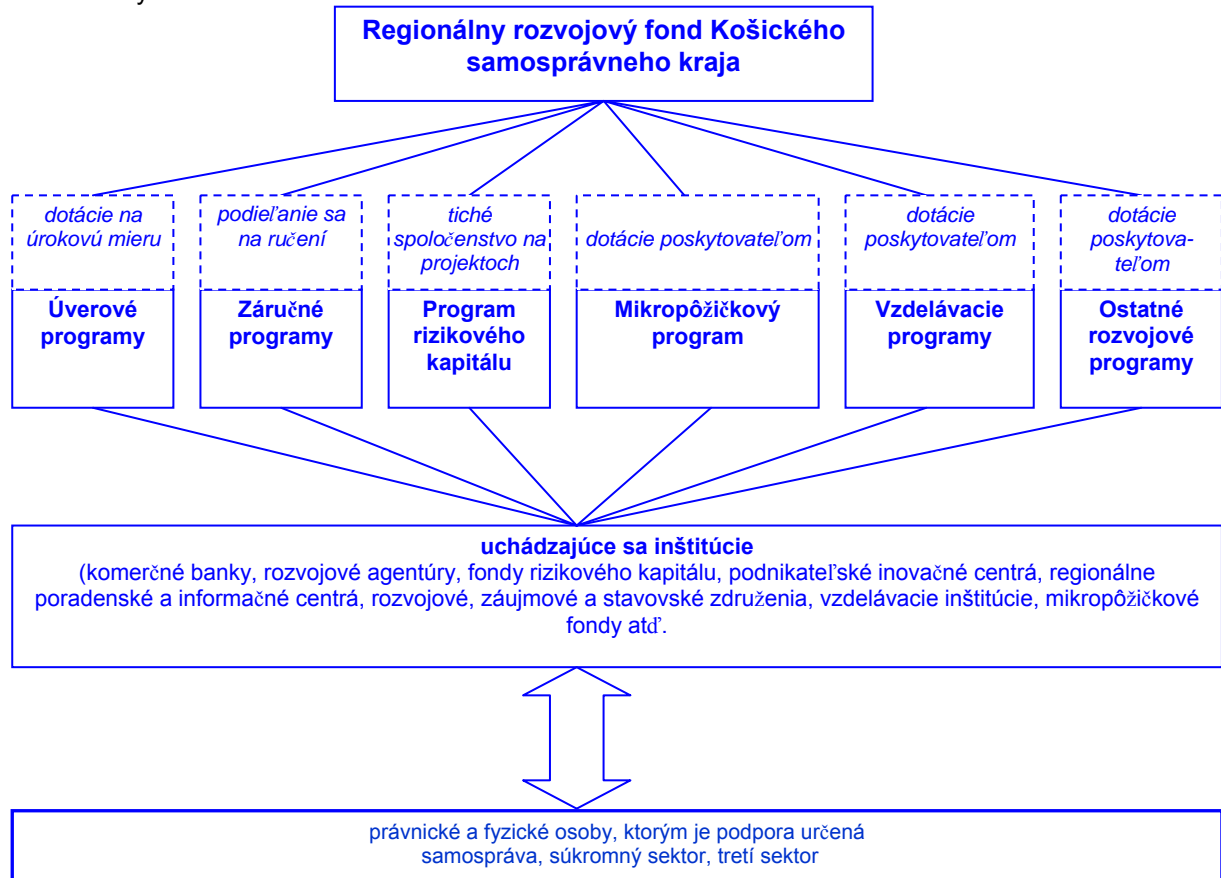 Regionálny rozvojový fond Košického
samosprávneho kraja
dotácie na
úrokovú mieru
podieľanie sa
na ručení
tiché
spoločenstvo na
projektoch
dotácie poskytovateľom
dotácie
poskytovateľom
dotácie
poskytova-
teľom
Úverové
programy
Záručné
programy
Program
rizikového
kapitálu
Mikropôžičkový
program
Vzdelávacie
programy
Ostatné
rozvojové
programy
uchádzajúce sa inštitúcie
(komerčné banky, rozvojové agentúry, fondy rizikového kapitálu, podnikateľské inovačné centrá, regionálne
poradenské a informačné centrá, rozvojové, záujmové a stavovské združenia, vzdelávacie inštitúcie, mikropôžičkové
fondy atď.
právnické a fyzické osoby, ktorým je podpora určená
samospráva, súkromný sektor, tretí sektor